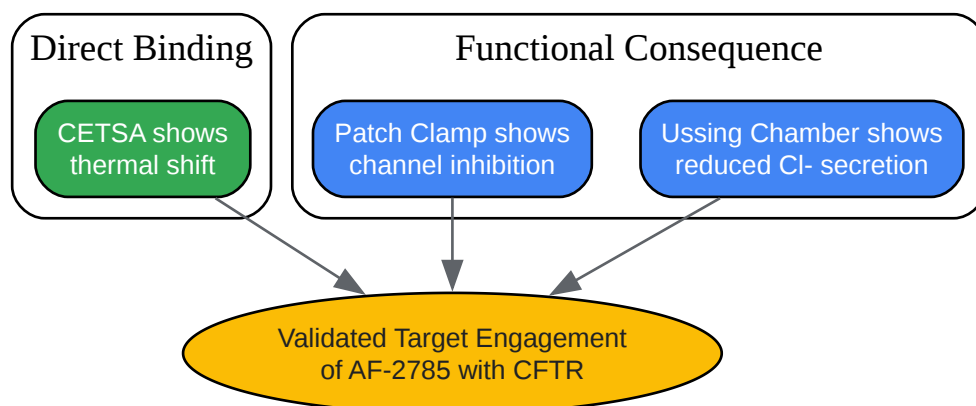 Direct Binding
Functional Consequence
CETSA shows
thermal shift
Patch Clamp shows
channel inhibition
Ussing Chamber shows
reduced Cl- secretion
Validated Target Engagement
of AF-2785 with CFTR